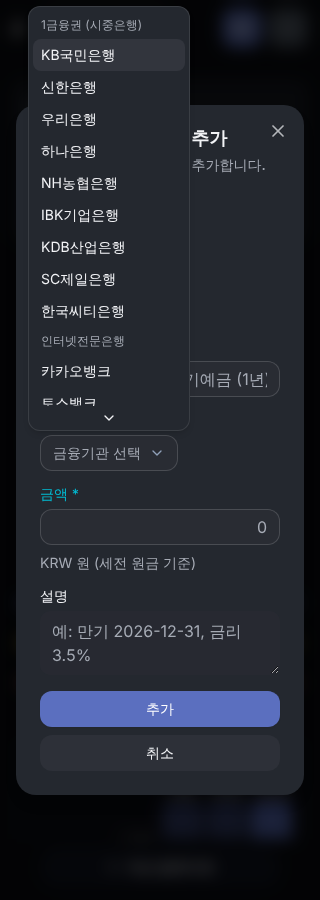 1금융권 (시중은행)
KB국민은행
신한은행
우리은행
하나은행
NH농협은행
IBK기업은행
KDB산업은행
SC제일은행
한국씨티은행
인터넷전문은행
카카오뱅크
토스뱅크
추가
추가합니다.
기예금 (1년)
금융기관 선택
금액 *
0
KRW 원 (세전 원금 기준)
설명
예: 만기 2026-12-31, 금리
3.5%
추가
취소